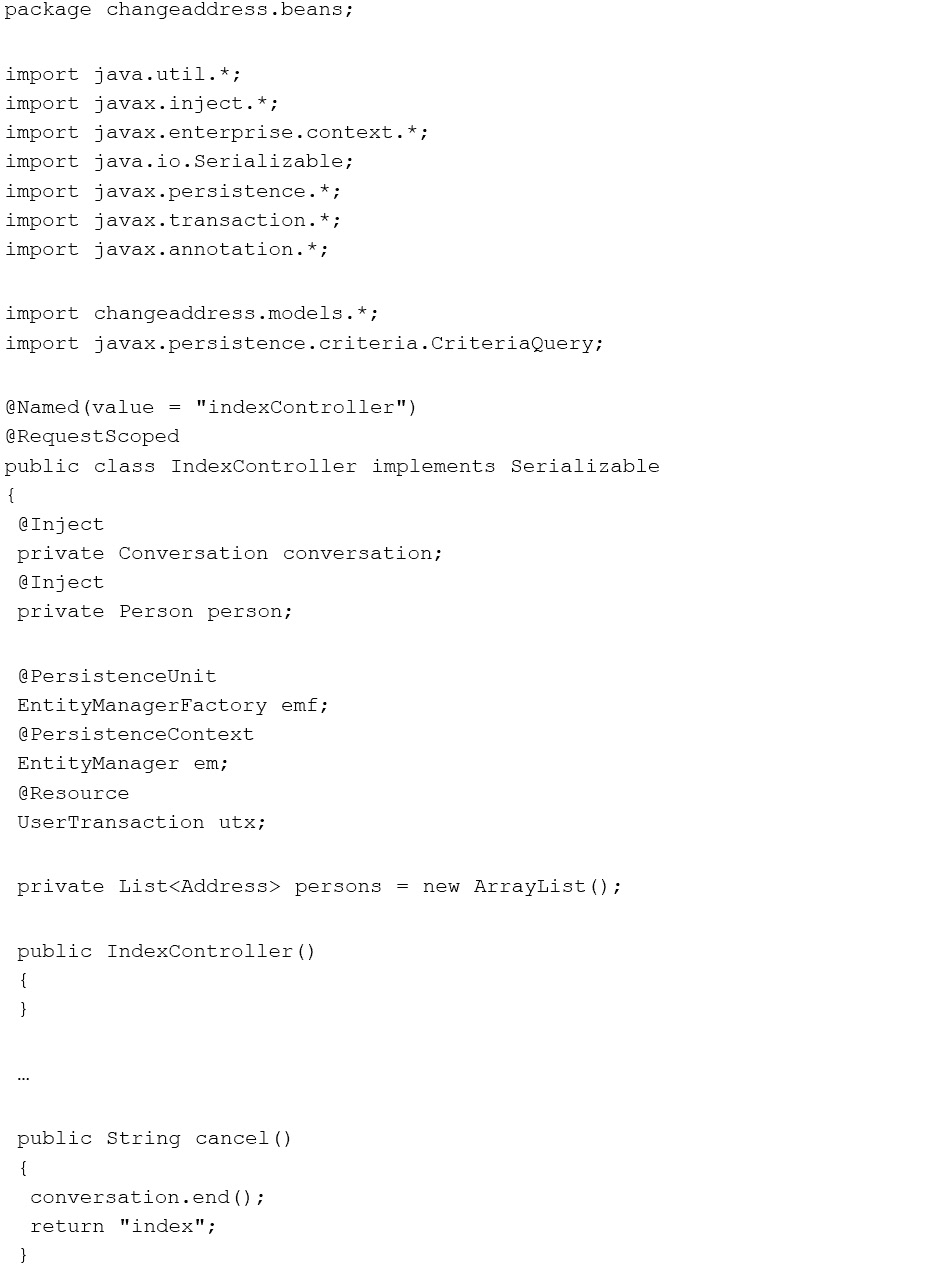 package changeaddress.beans;
import java.util.*;
import javax.inject.*;
import javax.enterprise.context.*;
import java.io.Serializable;
import javax.persistence.*;
import javax.transaction.*;
import javax.annotation.*;
import changeaddress.models.*;
import javax.persistence.criteria.CriteriaQuery;
@Named(value = "indexController")
@RequestScoped
public class IndexController implements Serializable
{
@Inject
private Conversation conversation;
@Inject
private Person person;
@PersistenceUnit
EntityManagerFactory emf;
@PersistenceContext
EntityManager em;
@Resource
UserTransaction utx;
private List<Address> persons = new ArrayList();
public IndexController()
{
}
…
public String cancel()
{
conversation.end();
return "index";
}